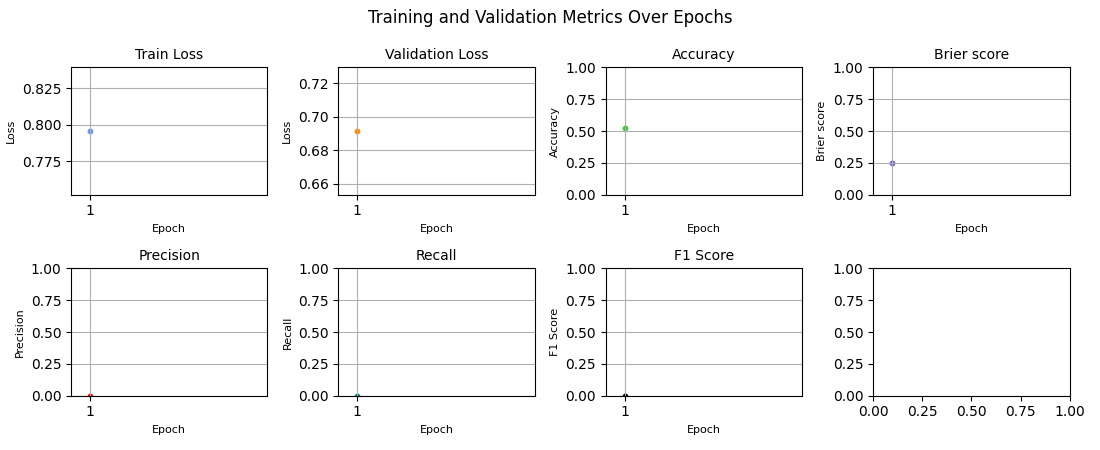 Training and Validation Metrics Over Epochs
Train Loss
Loss
0.825
0.800
0.775
1
Epoch
Validation Loss
Loss
0.72
0.70
0.68
0.66
1
Epoch
Accuracy
Accuracy
1.00
0.75
0.50
0.25
0.00
1
Epoch
Brier score
Brier score
1.00
0.75
0.50
0.25
0.00
1
Epoch
Precision
Precision
1.00
0.75
0.50
0.25
0.00
1
Epoch
Recall
Recall
1.00
0.75
0.50
0.25
0.00
1
Epoch
F1 Score
F1 Score
1.00
0.75
0.50
0.25
0.00
1
Epoch
1.00
0.75
0.50
0.25
0.00
0.00 0.25 0.50 0.75 1.00